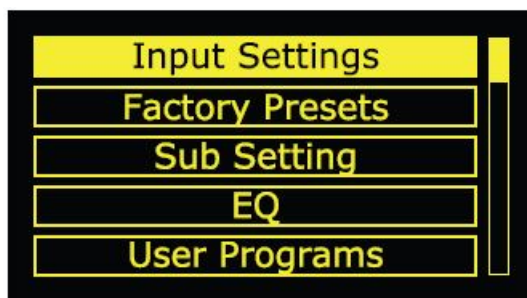 Input Settings
Factory Presets
Sub Setting
EQ
User Programs